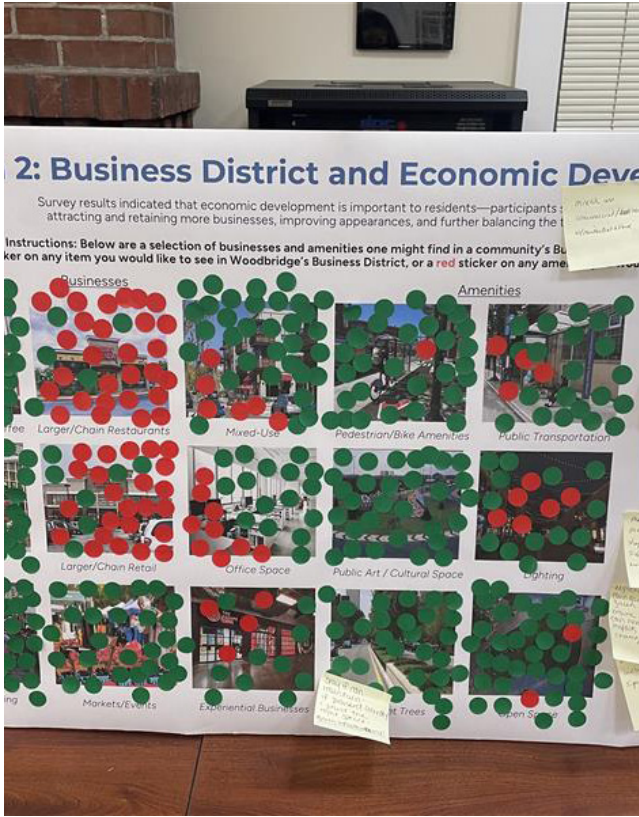 2: Business District and Economic Deve
Survey results indicated that economic development is important to residents—participants
attracting and retaining more businesses, improving appearances, and further balancing the
Instructions: Below are a selection of businesses and amenities one might find in a community's Bu
ker on any item you would like to see in Woodbridge's Business District, or a red sticker on any
Businesses
Amenities
fee
Larger/Chain Restaurants
Mixed-Use
Pedestrian/Bike Amenities
Public Transportation
Larger/Chain Retail
Office Space
Public Art / Cultural Space
Lighting
ing
Markets/Events
Experiential Businesses
et Trees
Open Space